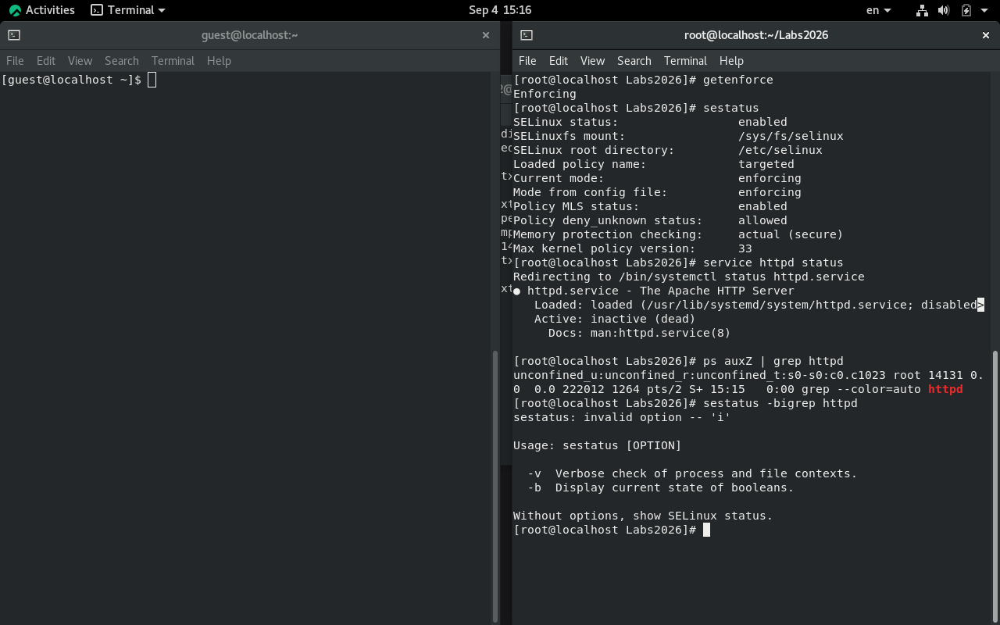 Activities Terminal Sep 4 15:16 en
guest@localhost:~
File Edit View Search Terminal Help
[guest@localhost ~]$
root@localhost:~/Labs2026
File Edit View Search Terminal Help
[root@localhost Labs2026]# getenforce
Enforcing
[root@localhost Labs2026]# sestatus
SELinux status:                 enabled
SELinuxfs mount:                /sys/fs/selinux
SELinux root directory:         /etc/selinux
Loaded policy name:             targeted
Current mode:                   enforcing
Mode from config file:          enforcing
Policy MLS status:              enabled
Policy deny_unknown status:     allowed
Memory protection checking:     actual (secure)
Max kernel policy version:      33
[root@localhost Labs2026]# service httpd status
Redirecting to /bin/systemctl status httpd.service
● httpd.service - The Apache HTTP Server
   Loaded: loaded (/usr/lib/systemd/system/httpd.service; disabled>
   Active: inactive (dead)
     Docs: man:httpd.service(8)
[root@localhost Labs2026]# ps auxZ | grep httpd
unconfined_u:unconfined_r:unconfined_t:s0-s0:c0.c1023 root 14131 0.
0  0.0 222012 1264 pts/2 S+ 15:15   0:00 grep --color=auto httpd
[root@localhost Labs2026]# sestatus -bigrep httpd
sestatus: invalid option -- 'i'
Usage: sestatus [OPTION]
  -v  Verbose check of process and file contexts.
  -b  Display current state of booleans.
Without options, show SELinux status.
[root@localhost Labs2026]#